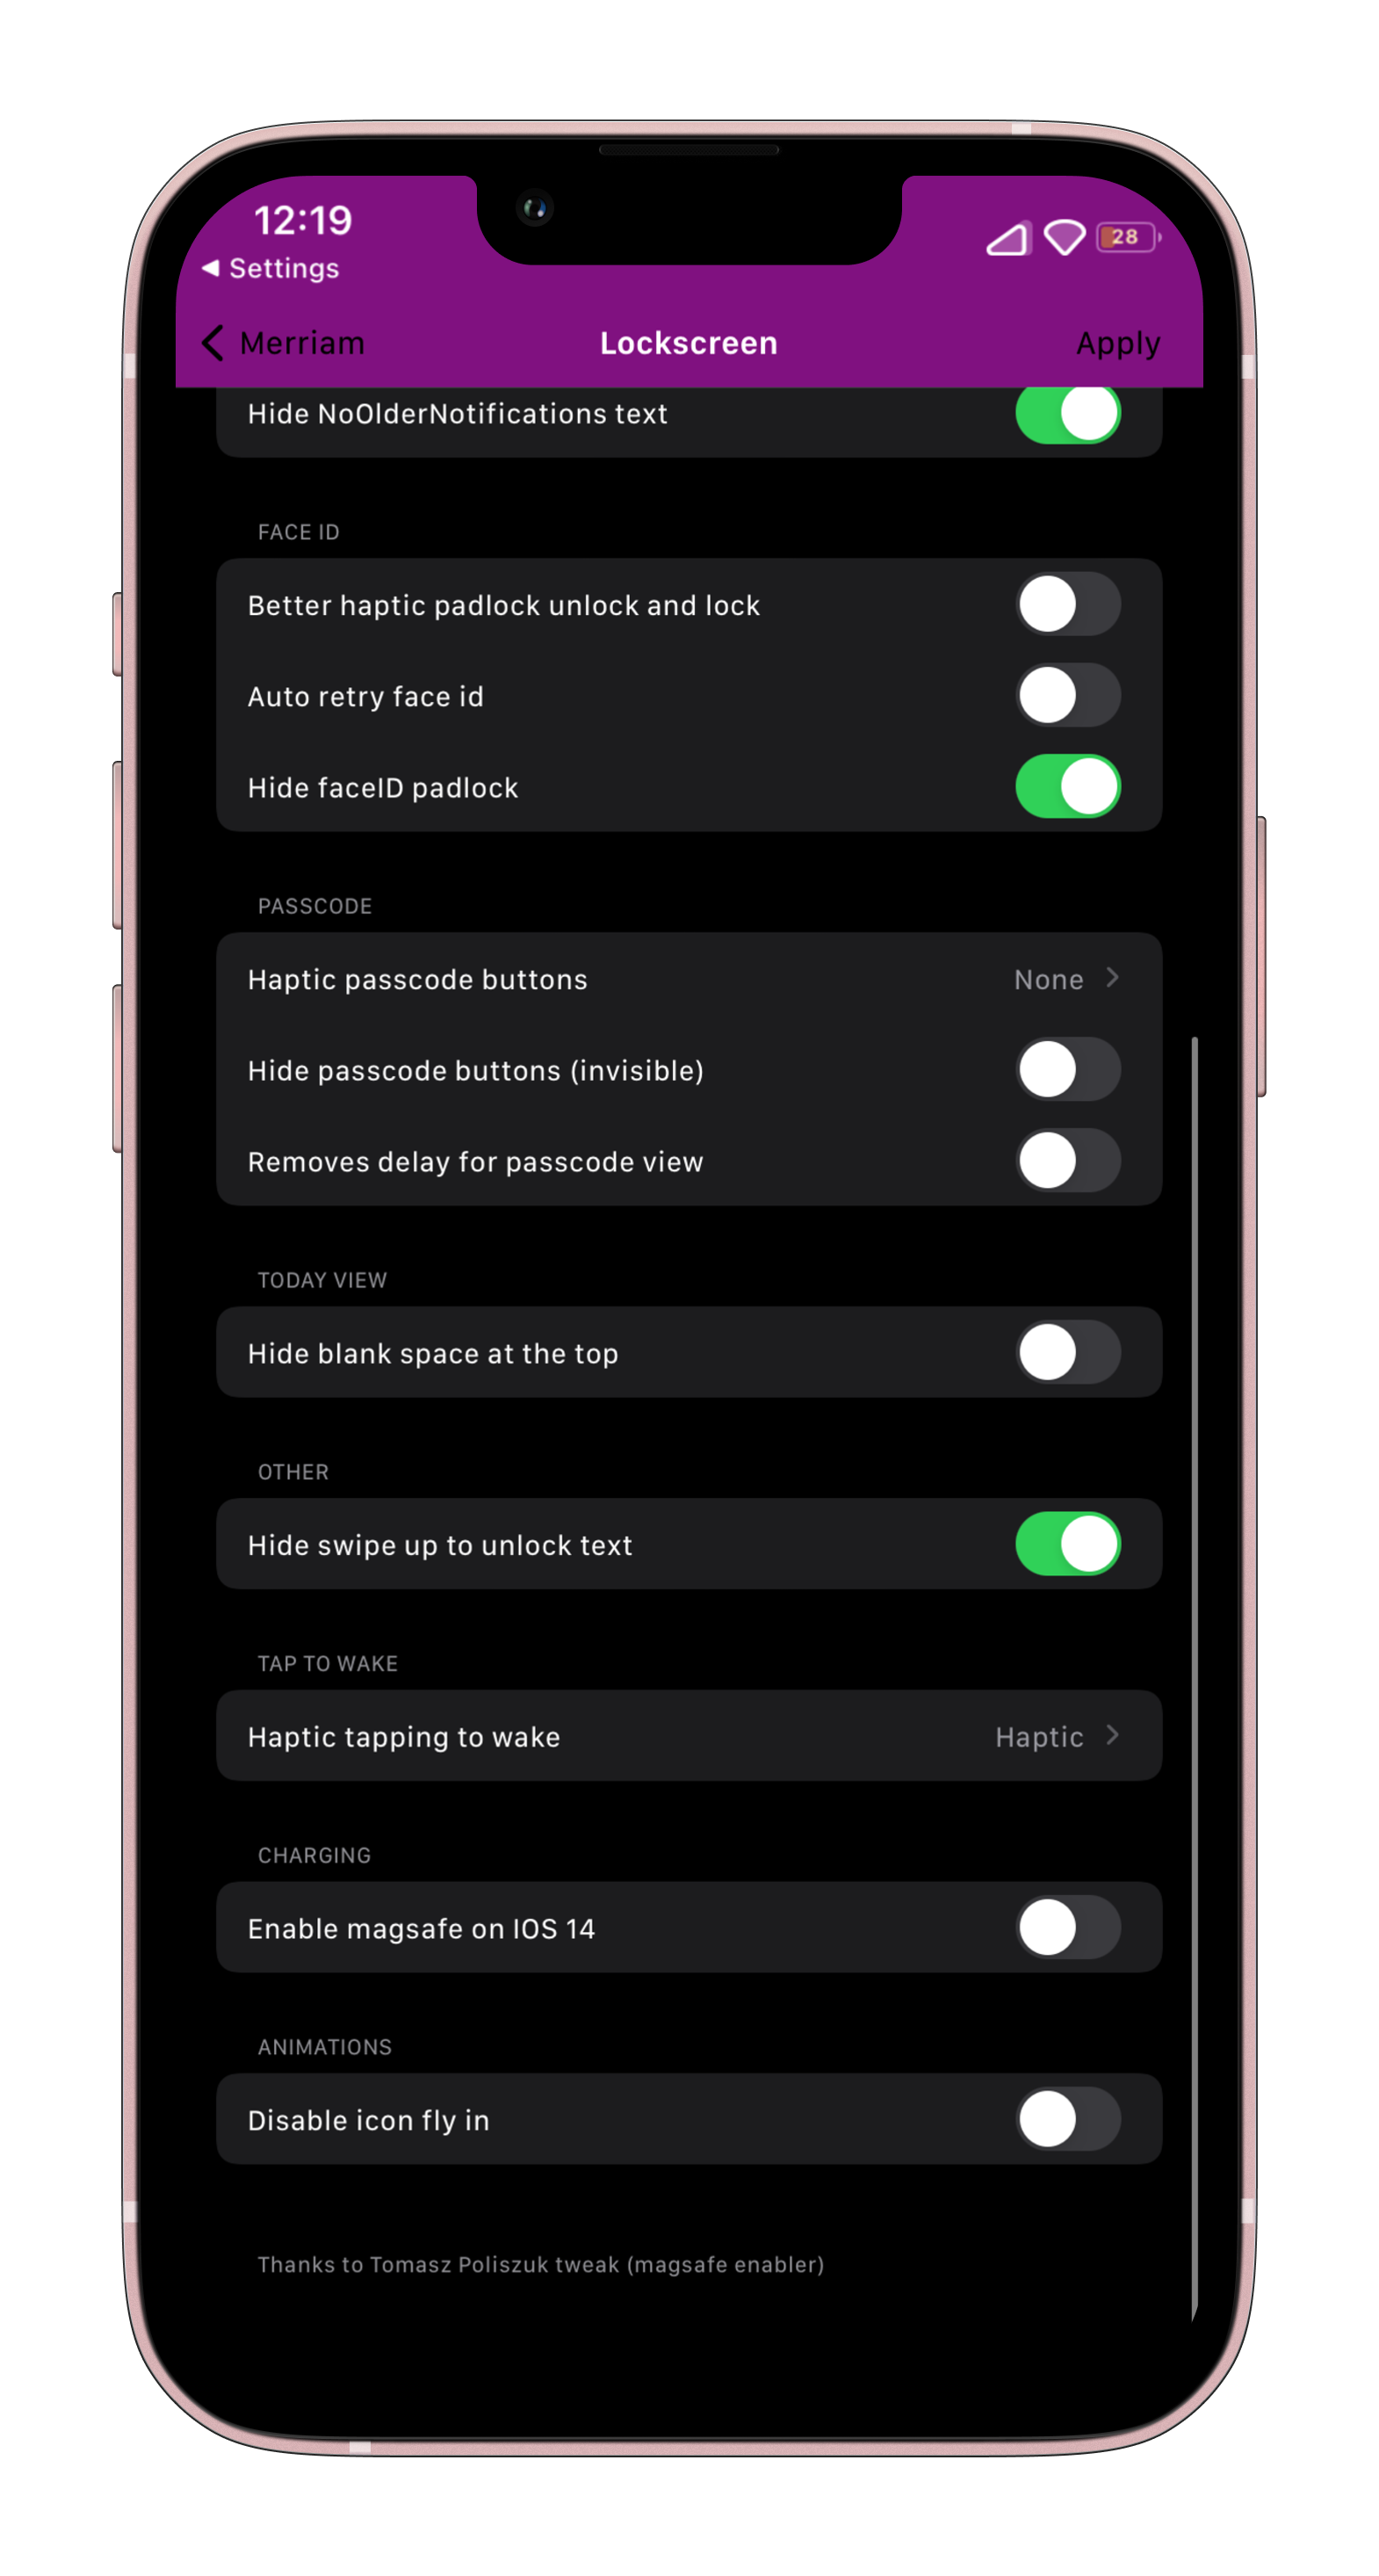 12:19
◀ Settings
28
Merriam
Lockscreen
Apply
Hide NoOlderNotifications text
FACE ID
Better haptic padlock unlock and lock
Auto retry face id
Hide faceID padlock
PASSCODE
Haptic passcode buttons None
Hide passcode buttons (invisible)
Removes delay for passcode view
TODAY VIEW
Hide blank space at the top
OTHER
Hide swipe up to unlock text
TAP TO WAKE
Haptic tapping to wake Haptic
CHARGING
Enable magsafe on IOS 14
ANIMATIONS
Disable icon fly in
Thanks to Tomasz Poliszuk tweak (magsafe enabler)